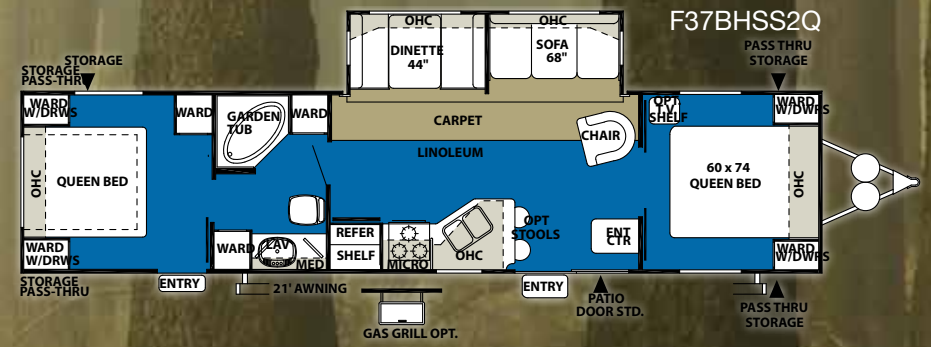 F37BHSS2Q
STORAGE
STORAGE
PASS-THRU
OHC
OHC
DINETTE
44"
SOFA
68"
PASS THRU
STORAGE
WARD
W/DRWS
WARD
GARDEN
TUB
WARD
CARPET
CHAIR
OPT.
T.V.
SHELF
WARD
W/DWRS
LINOLEUM
OHC
QUEEN BED
60 x 74
QUEEN BED
OHC
WARD
W/DRWS
WARD
LAV
MED
REFER
SHELF
MICRO
OHC
OPT
STOOLS
ENT
CTR
WARD
W/DWRS
STORAGE
PASS-THRU
ENTRY
21' AWNING
ENTRY
PATIO
DOOR STD.
PASS THRU
STORAGE
GAS GRILL OPT.